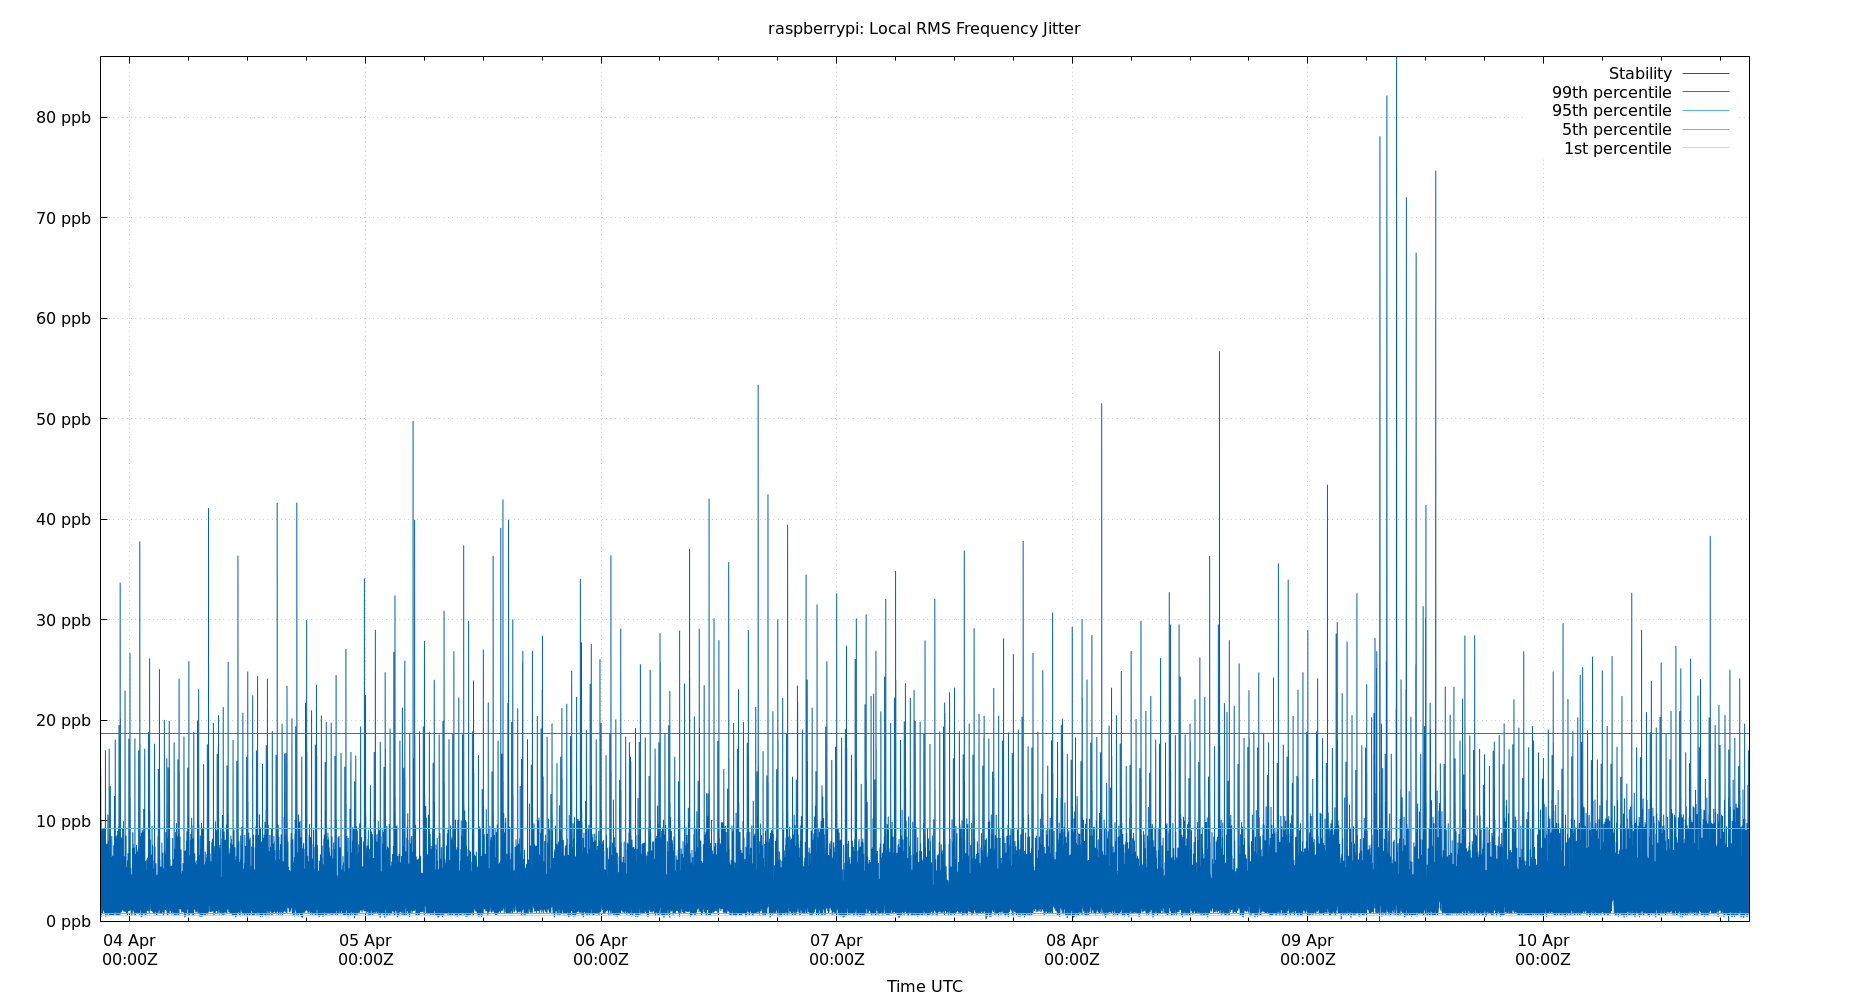 raspberrypi: Local RMS Frequency Jitter
Stability
99th percentile
95th percentile
5th percentile
1st percentile
80 ppb
70 ppb
60 ppb
50 ppb
40 ppb
30 ppb
20 ppb
10 ppb
0 ppb
04 Apr 05 Apr 06 Apr 07 Apr 08 Apr 09 Apr 10 Apr
00:00Z 00:00Z 00:00Z 00:00Z 00:00Z 00:00Z 00:00Z
Time UTC